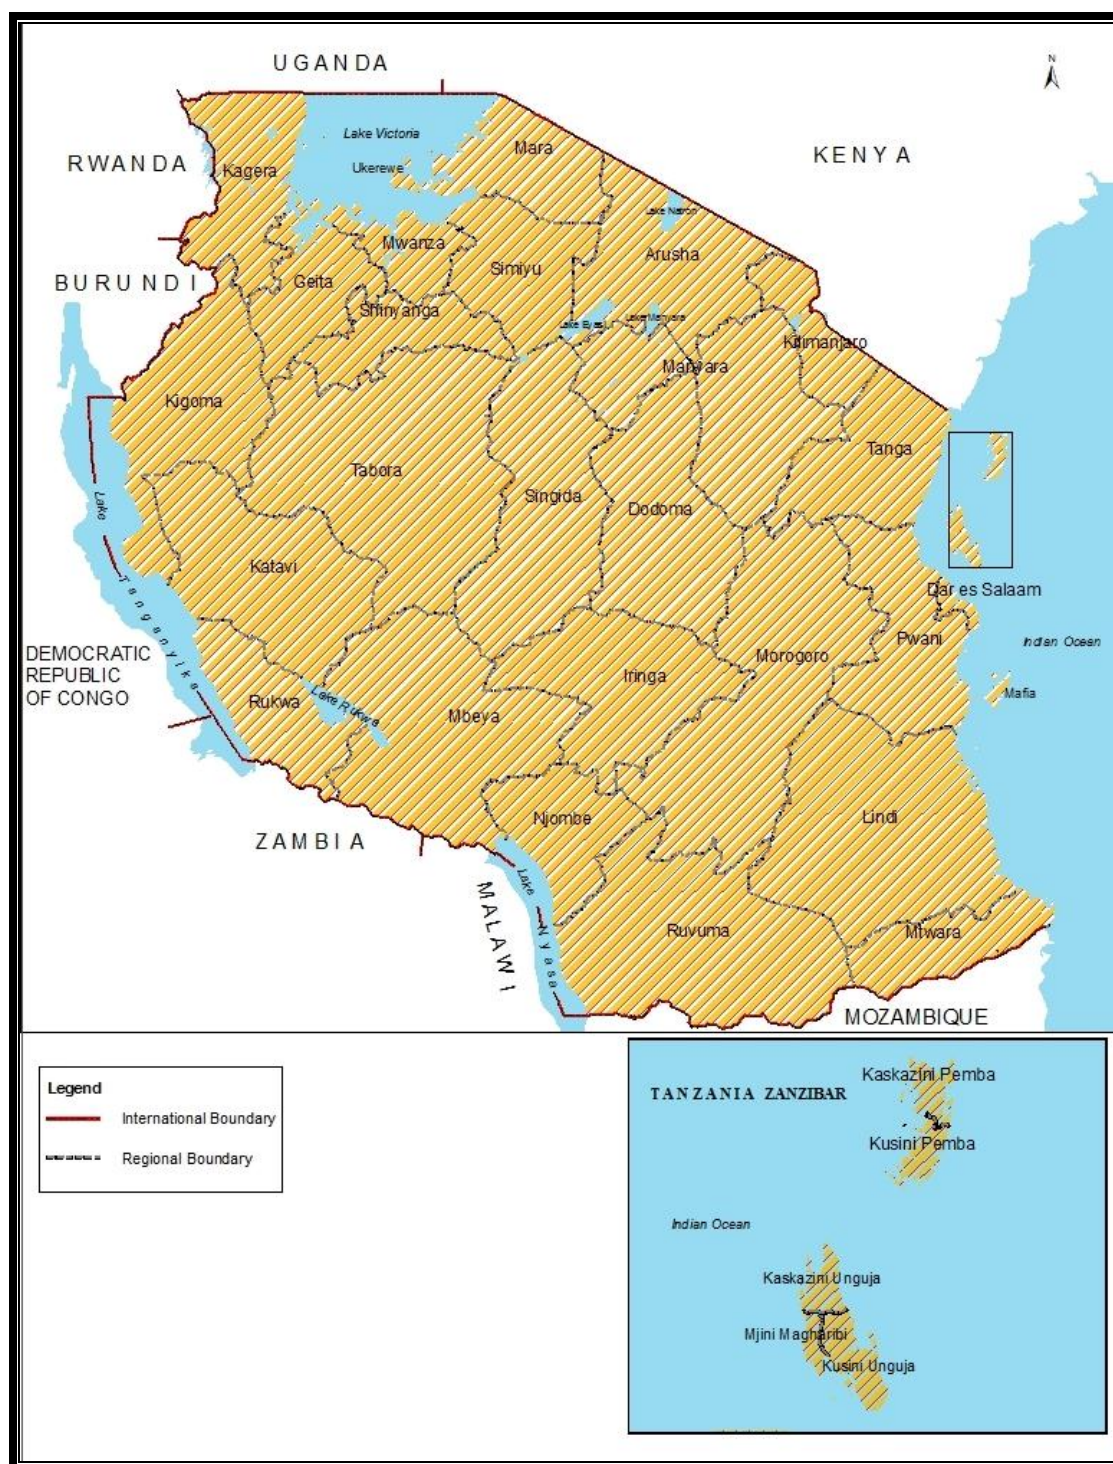 UGANDA
N
Lake Victoria
RWANDA
Kagera
Ukerewe
Mara
KENYA
Lake Natron
Mwanza
Arusha
BURUNDI
Geita
Simiyu
Shinyanga
Lake Eyasi
Lake Manyara
Kilimanjaro
Manyara
Kigoma
Tanga
Tabora
Singida
Dodoma
Lake
Tanganyika
Katavi
Dar es Salaam
Pwani
Indian Ocean
DEMOCRATIC
REPUBLIC
OF CONGO
Morogoro
Iringa
Mafia
Rukwa
Lake Rukwa
Mbeya
ZAMBIA
Njombe
Lindi
MALAWI
Lake
Nyasa
Ruvuma
Mtwara
MOZAMBIQUE
Legend
International Boundary
Regional Boundary
TANZANIA ZANZIBAR
Kaskazini Pemba
Kusini Pemba
Indian Ocean
Kaskazini Unguja
Mjini Magharibi
Kusini Unguja